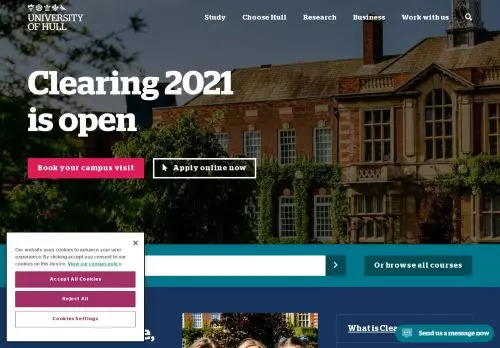 UNIVERSITY
OF HULL
Study
Choose Hull
Research
Business
Work with us
Clearing 2021
is open
Book your campus visit
Apply online now
Our website uses cookies to enhance your user
experience. By clicking accept you consent to our
cookies on this device. View our cookies policy
Accept All Cookies
Reject All
Cookies Settings
Or browse all courses
What is Clea
Send us a message now